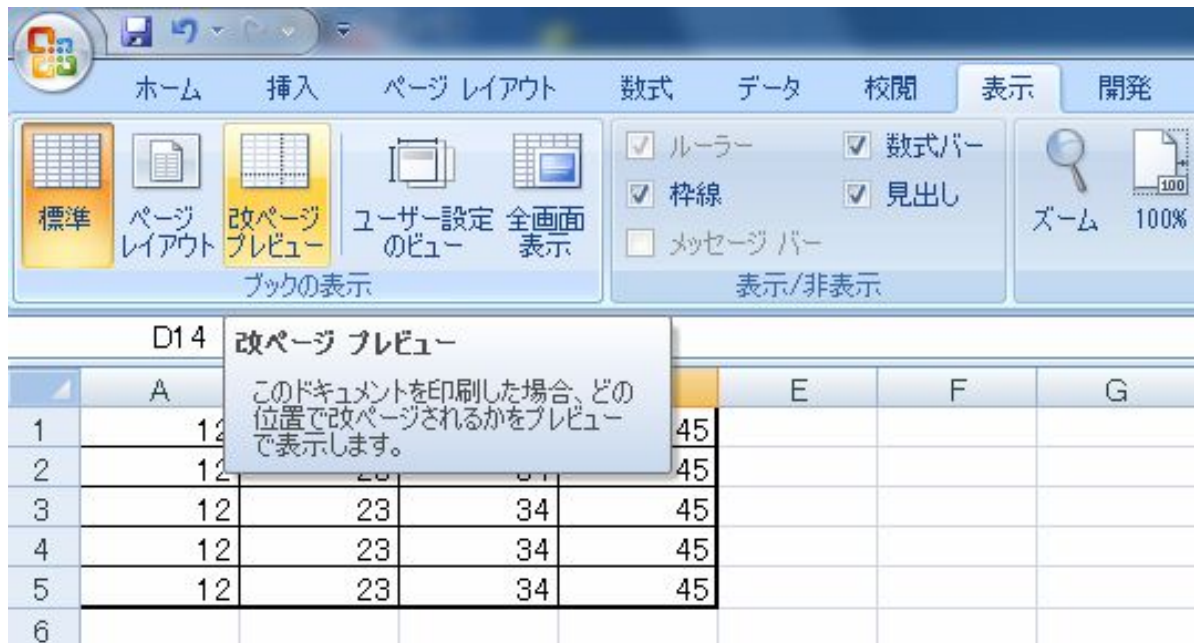 ホーム 挿入 ページ レイアウト 数式 データ 校閲 表示 開発
標準
ページ
レイアウト
改ページ
プレビュー
ユーザー設定
のビュー
全画面
表示
ブックの表示
ルーラー
数式バー
枠線
見出し
メッセージ バー
表示/非表示
ズーム
100
100%
D14
改ページ プレビュー
このドキュメントを印刷した場合、どの
位置で改ページされるかをプレビュー
で表示します。
A E F G
1 12 45
2 12 45
3 12 23 34 45
4 12 23 34 45
5 12 23 34 45
6